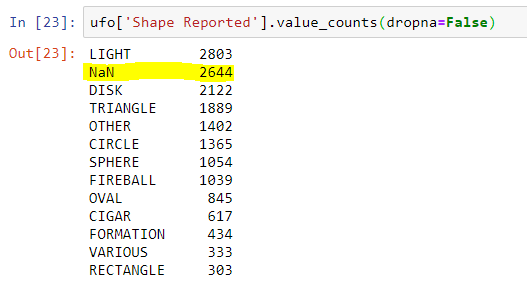 In [23]: ufo['Shape Reported'].value_counts(dropna=False)
Out[23]: LIGHT 2803
NaN 2644
DISK 2122
TRIANGLE 1889
OTHER 1402
CIRCLE 1365
SPHERE 1054
FIREBALL 1039
OVAL 845
CIGAR 617
FORMATION 434
VARIOUS 333
RECTANGLE 303